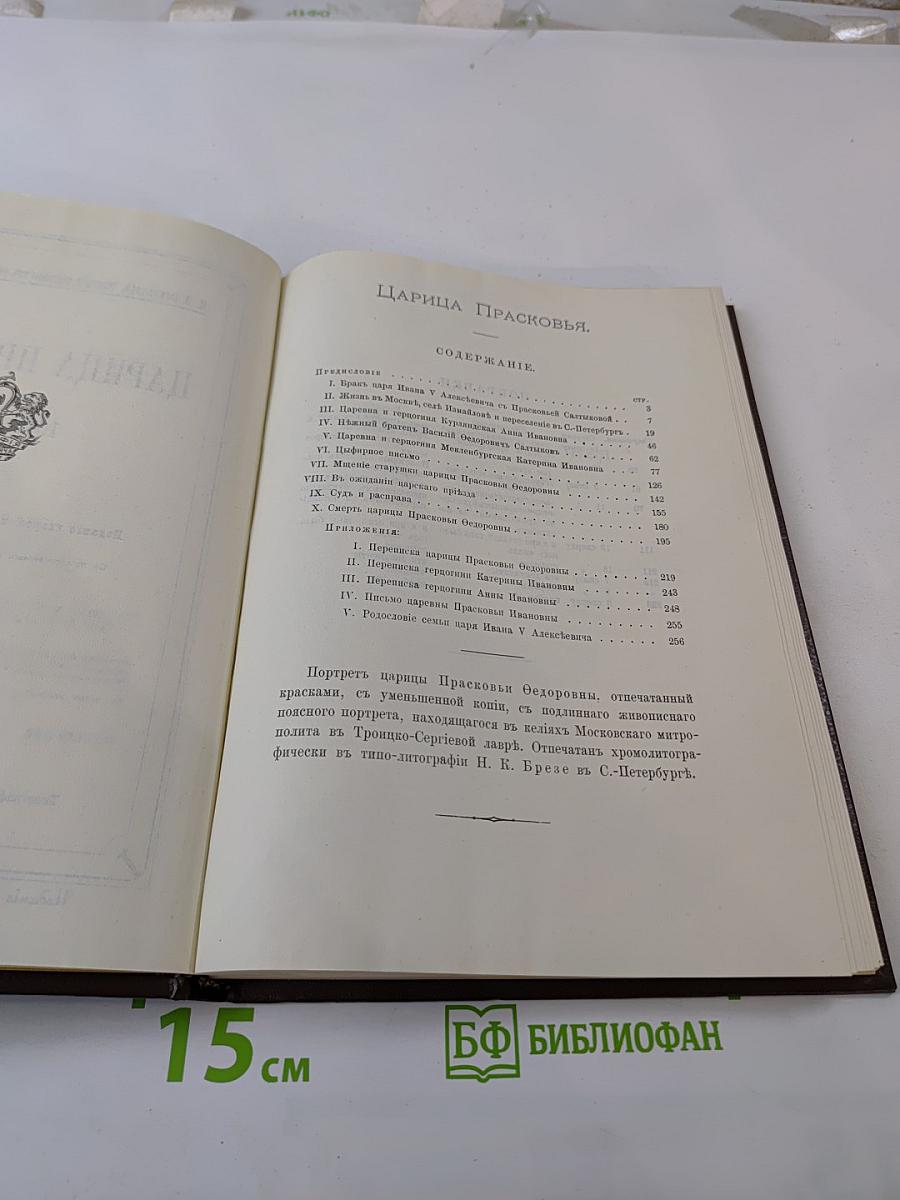 ЦАРИЦА ПРАСКОВЬЯ.
СОДЕРЖАНІЕ.
стр.
Предисловія . . . 3
I. Бракъ царя Ивана V Алексѣевича съ Прасковьей Салтыковой . . 7
II. Жизнь въ Москвѣ, селѣ Измайловѣ и переселеніе въ С.-Петербургъ . 19
III. Царевна и герцогиня Курляндская Анна Ивановна . . . 46
IV. Нѣжный братецъ Василій Ѳедоровичъ Салтыковъ . . . 62
V. Царевна и герцогиня Мекленбургская Катерина Ивановна . . 77
VI. Цыфирное письмо . . . 126
VII. Мщеніе старушки царицы Прасковьи Ѳедоровны . . . 142
VIII. Въ ожиданіи царскаго пріѣзда . . . 155
IX. Судъ и расправа . . . 180
X. Смерть царицы Прасковьи Ѳедоровны . . . 195
Приложенія:
I. Переписка царицы Прасковьи Ѳедоровны . . . 219
II. Переписка герцогини Катерины Ивановны . . . 243
III. Переписка герцогини Анны Ивановны . . . 248
IV. Письмо царевны Прасковьи Ивановны . . . 255
V. Родословіе семьи царя Ивана V Алексѣевича . . . 256
Портретъ царицы Прасковьи Ѳедоровны, отпечатанный
красками, съ уменьшенной копіи, съ подлиннаго живописнаго
поясного портрета, находящагося въ келіяхъ Московскаго митро-
полита въ Троицко-Сергіевой лаврѣ. Отпечатанъ хромолитогра-
фически въ типо-литографіи Н. К. Брезе въ С.-Петербургѣ.
15 см
БФ БИБЛИОФАН